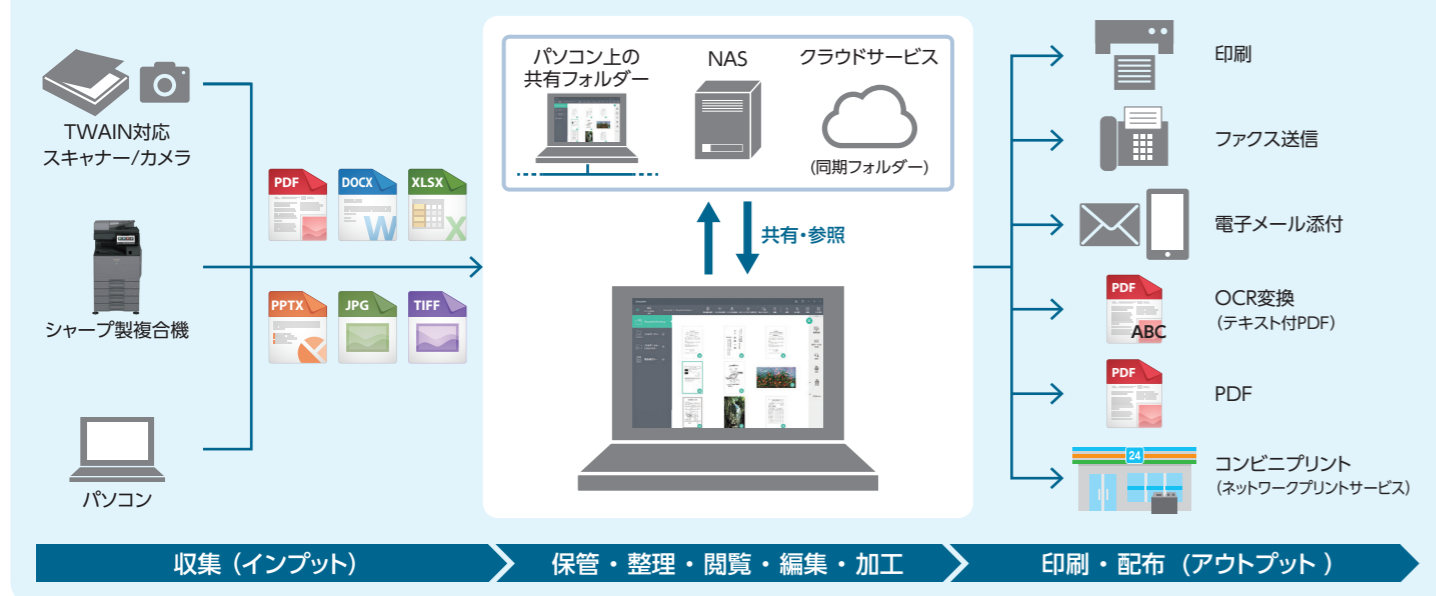 TWAIN対応
スキャナー/カメラ
シャープ製複合機
パソコン
PDF
DOCX
W
XLSX
X
PPTX
JPG
TIFF
パソコン上の
共有フォルダー
NAS
クラウドサービス
(同期フォルダー)
共有・参照
印刷
ファクス送信
電子メール添付
PDF
ABC
OCR変換
(テキスト付PDF)
PDF
PDF
24
コンビニプリント
(ネットワークプリントサービス)
収集（インプット）
保管・整理・閲覧・編集・加工
印刷・配布（アウトプット）